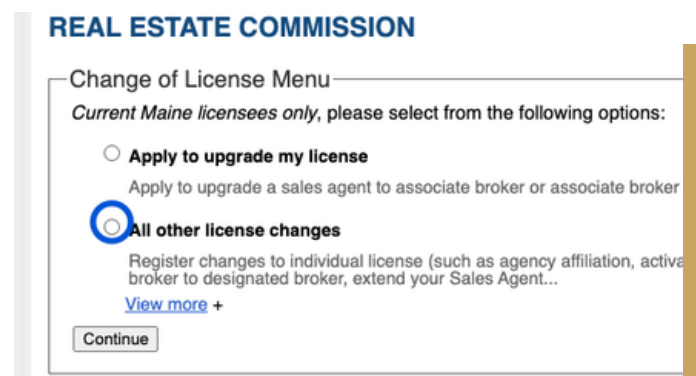 REAL ESTATE COMMISSION
Change of License Menu
Current Maine licensees only, please select from the following options:
Apply to upgrade my license
Apply to upgrade a sales agent to associate broker or associate broker
All other license changes
Register changes to individual license (such as agency affiliation, activa
broker to designated broker, extend your Sales Agent...
View more +
Continue